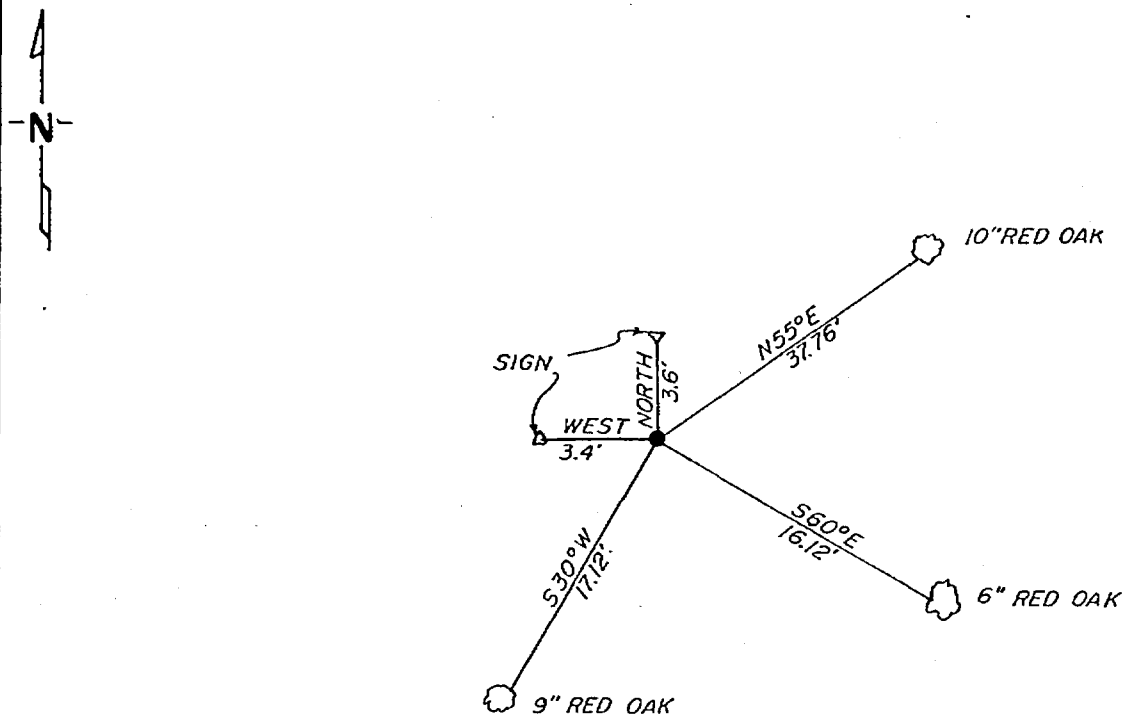 N
10" RED OAK
N55°E
37.76'
SIGN
NORTH
3.6'
WEST
3.4'
S60°E
16.12'
S30°W
17.12'
6" RED OAK
9" RED OAK